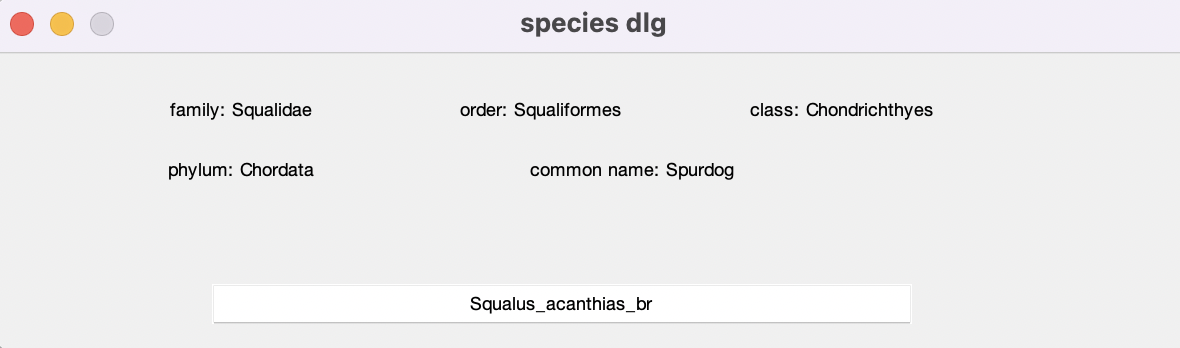 species dlg
family: Squalidae order: Squaliformes class: Chondrichthyes
phylum: Chordata common name: Spurdog
Squalus_acanthias_br